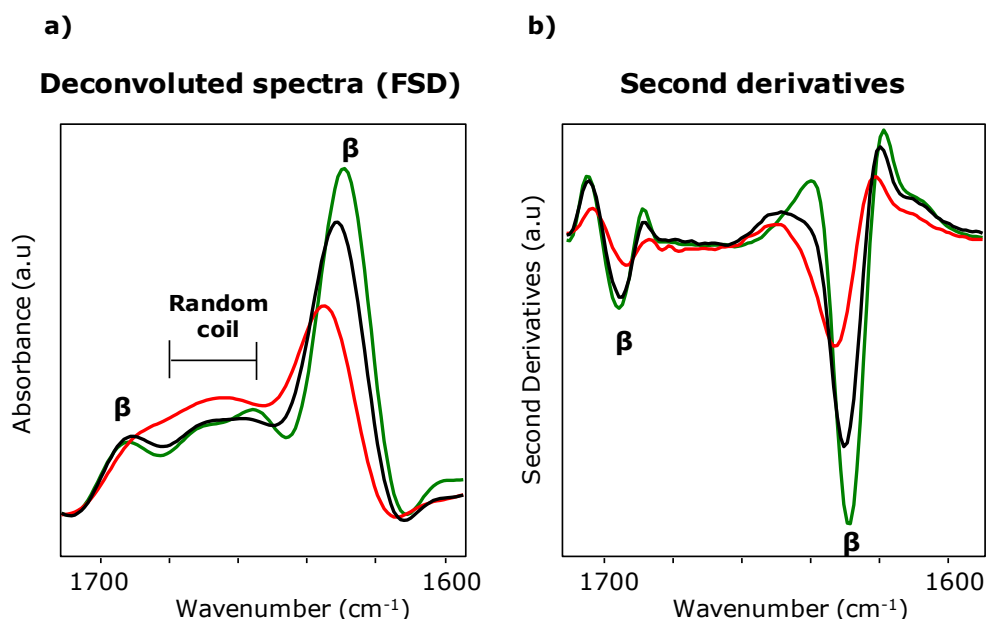 a)
Deconvoluted spectra (FSD)
Absorbance (a.u)
β
Random
coil
β
1700
1600
Wavenumber (cm-1)
b)
Second derivatives
Second Derivatives (a.u)
β
β
1700
1600
Wavenumber (cm-1)